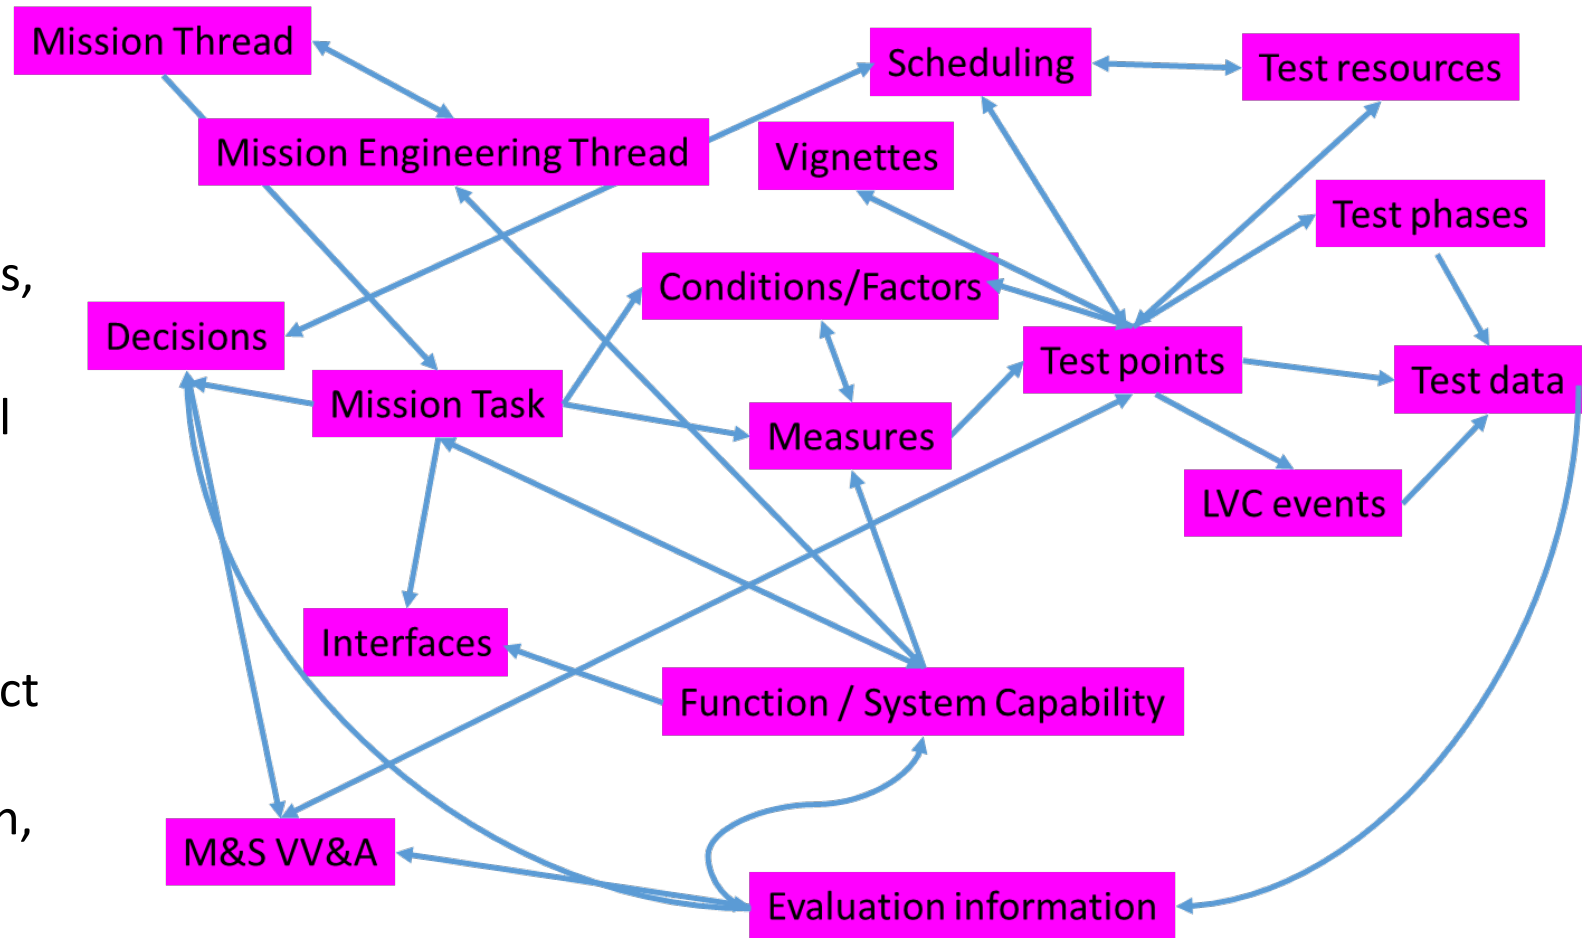 Mission Thread
Scheduling
Test resources
Mission Engineering Thread
Vignettes
Test phases
s,
Conditions/Factors
Decisions
Test points
Test data
Mission Task
l
Measures
LVC events
Interfaces
ct
Function / System Capability
n,
M&S VV&A
Evaluation information